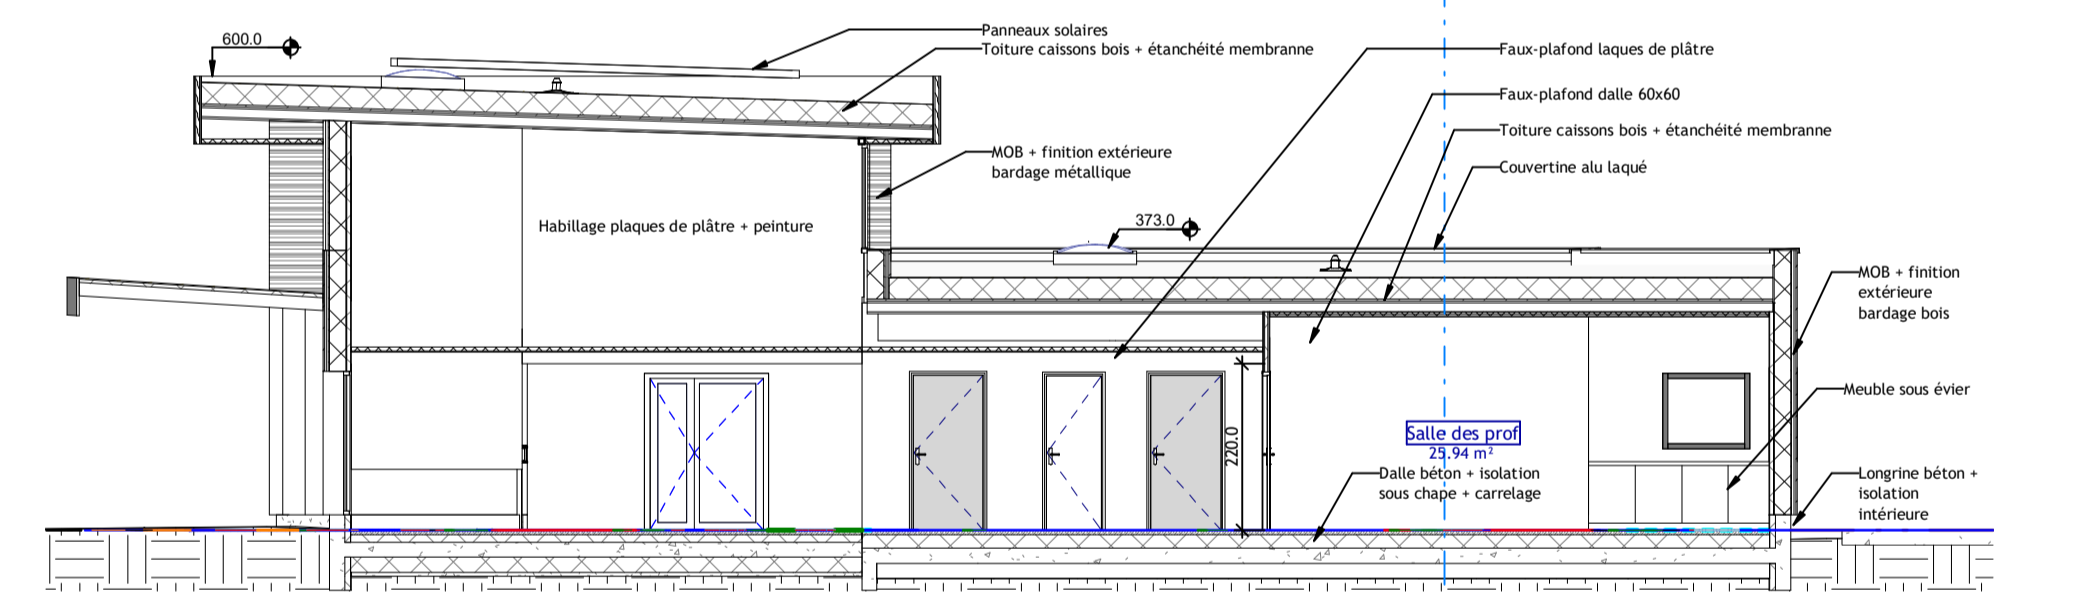 600.0
Panneaux solaires
Toiture caissons bois + étanchéité membranne
Faux-plafond laques de plâtre
Faux-plafond dalle 60x60
Toiture caissons bois + étanchéité membranne
MOB + finition extérieure
bardage métallique
Couvertine alu laqué
Habillage plaques de plâtre + peinture
373.0
MOB + finition
extérieure
bardage bois
Meuble sous évier
220.0
Salle des prof
25.94 m²
Dalle béton + isolation
sous chape + carrelage
Longrine béton +
isolation
intérieure